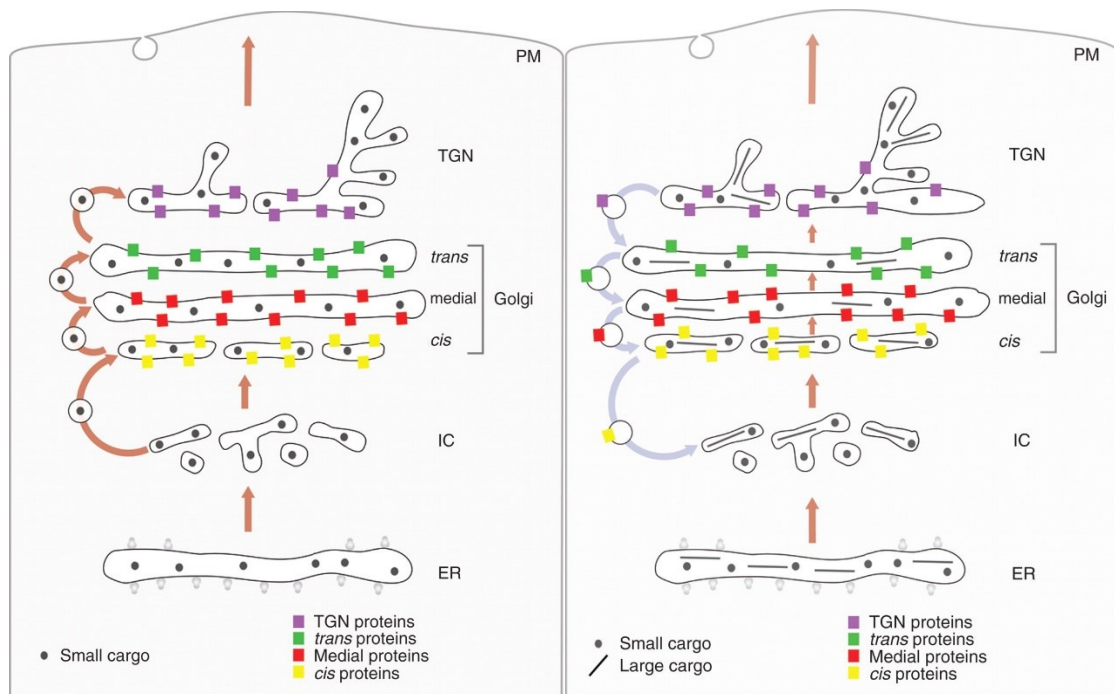 PM
TGN
trans
medial
Golgi
cis
IC
ER
Small cargo
TGN proteins
trans proteins
Medial proteins
cis proteins
PM
TGN
trans
medial
Golgi
cis
IC
ER
Small cargo
Large cargo
TGN proteins
trans proteins
Medial proteins
cis proteins